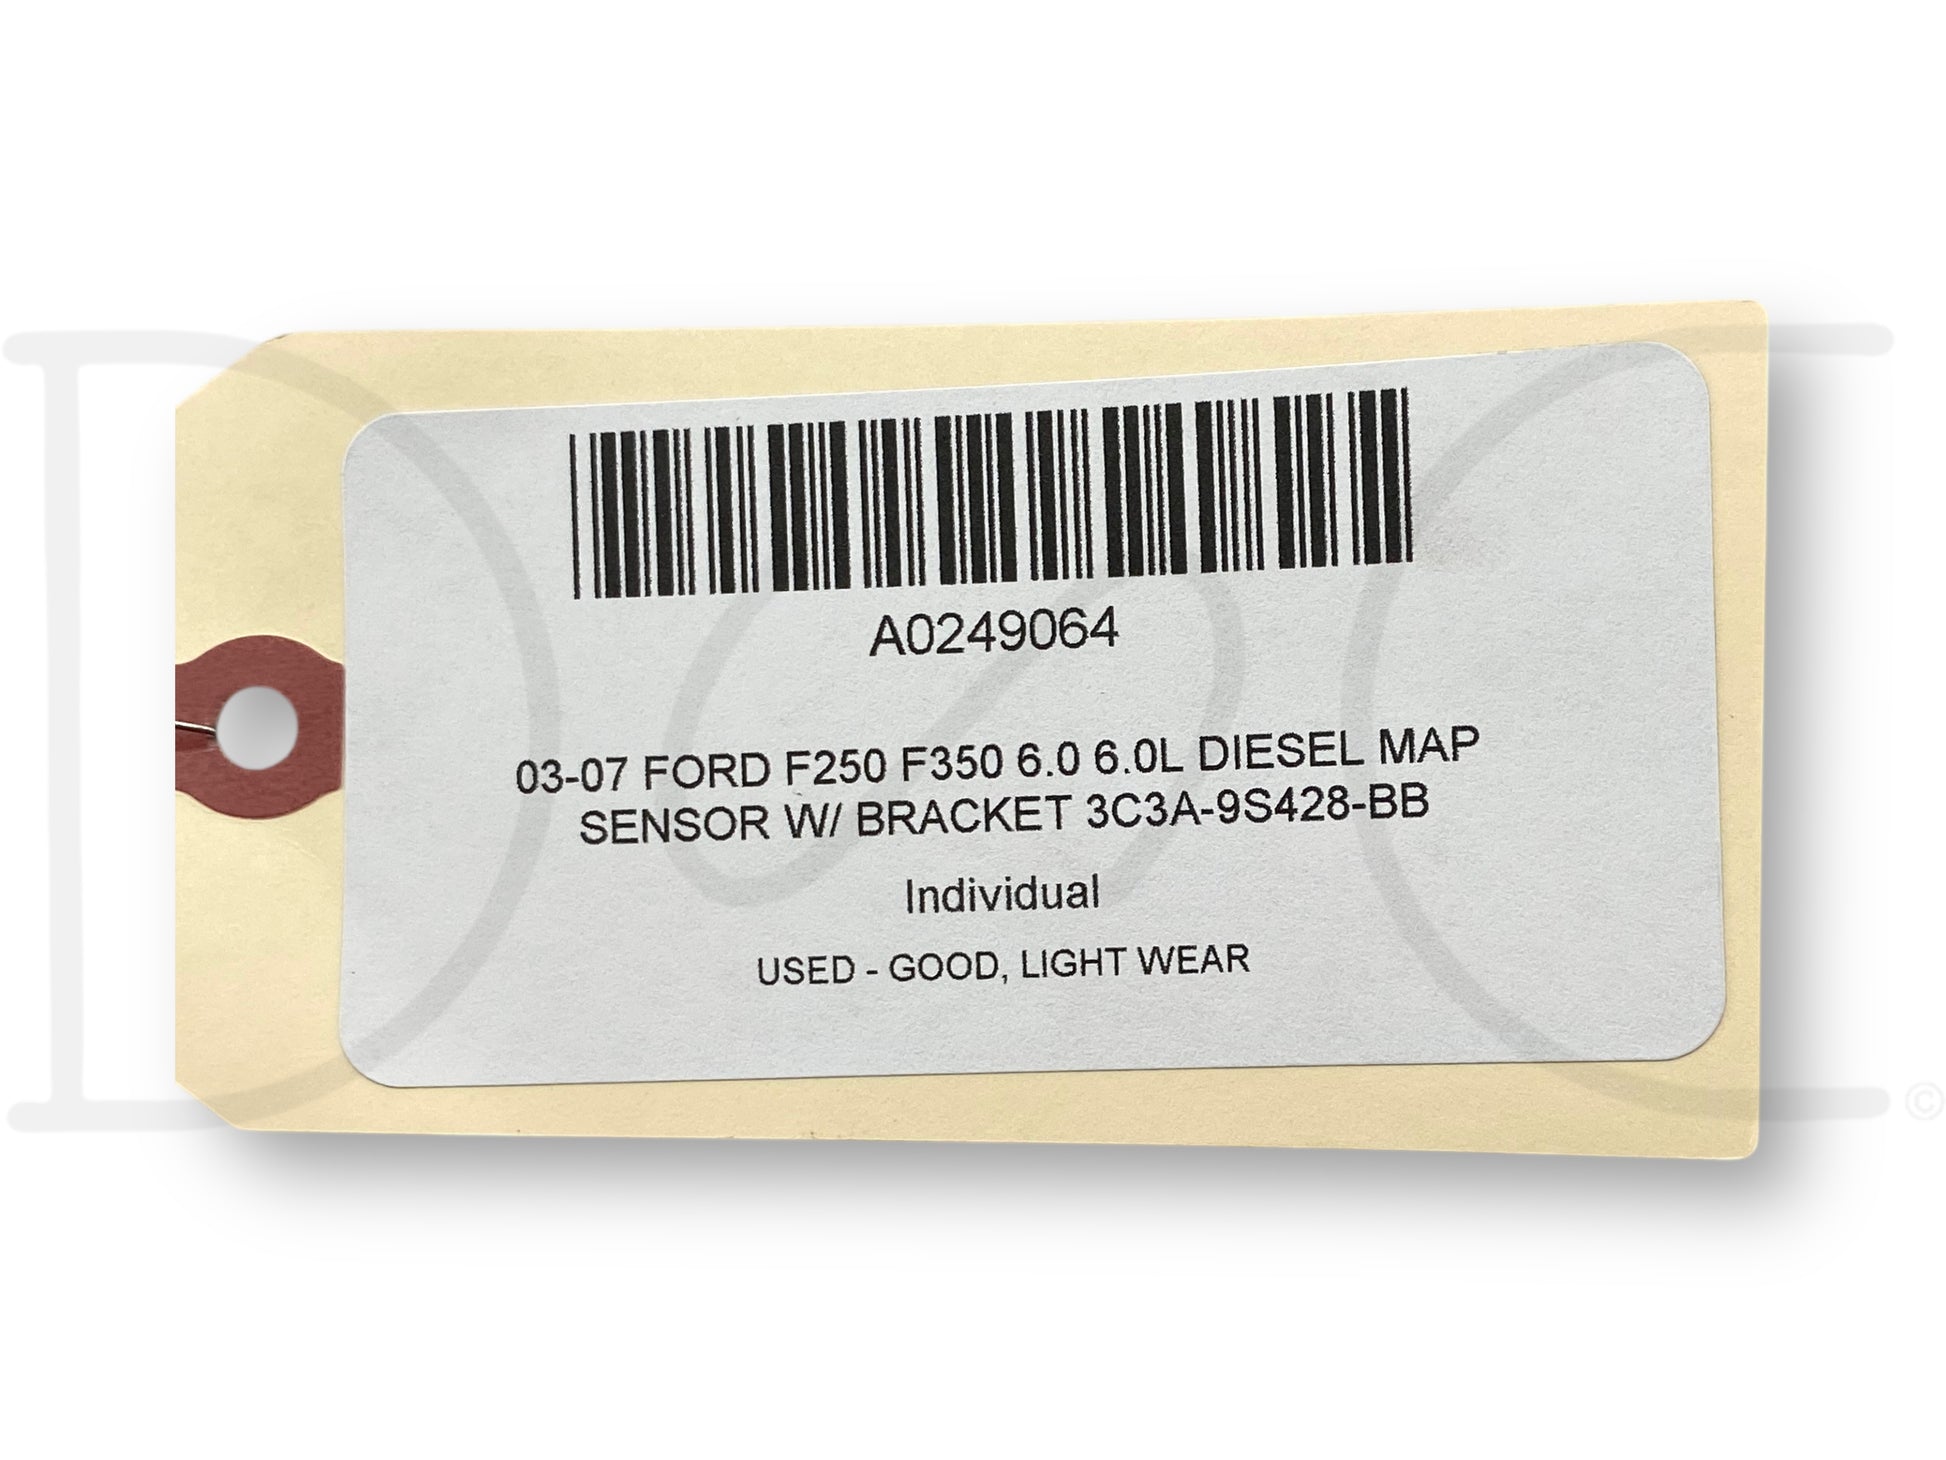 A0249064
03-07 FORD F250 F350 6.0 6.0L DIESEL MAP
SENSOR W/ BRACKET 3C3A-9S428-BB
Individual
USED - GOOD, LIGHT WEAR
D C
©